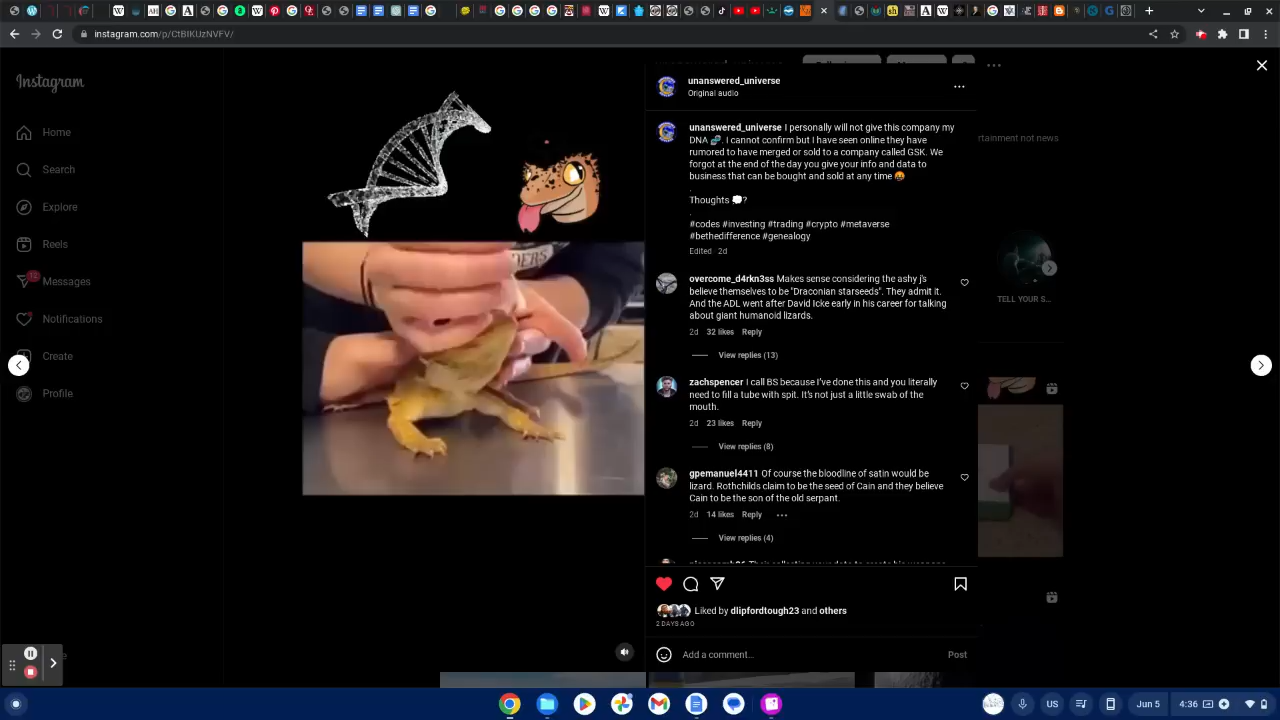 instagram.com/p/CtBIKUzNVFV/
Instagram
Home
Search
Explore
Reels
12
Messages
Notifications
Create
Profile
DERS
unanswered_universe
Original audio
unanswered_universe I personally will not give this company my
DNA 🧬. I cannot confirm but I have seen online they have
rumored to have merged or sold to a company called GSK. We
forgot at the end of the day you give your info and data to
business that can be bought and sold at any time 🤬
.
Thoughts 💭?
.
#codes #investing #trading #crypto #metaverse
#bethedifference #genealogy
Edited · 2d
overcome_d4rkn3ss Makes sense considering the ashy j's
believe themselves to be "Draconian starseeds". They admit it.
And the ADL went after David Icke early in his career for talking
about giant humanoid lizards.
2d 32 likes Reply
View replies (13)
zachspencer I call BS because I've done this and you literally
need to fill a tube with spit. It's not just a little swab of the
mouth.
2d 23 likes Reply
View replies (8)
gpemanuel4411 Of course the bloodline of satin would be
lizard. Rothchilds claim to be the seed of Cain and they believe
Cain to be the son of the old serpant.
2d 14 likes Reply
View replies (4)
Liked by dlipfordtough23 and others
2 DAYS AGO
Add a comment...
Post
rtainment not news
TELL YOUR S...
US
Jun 5
4:36